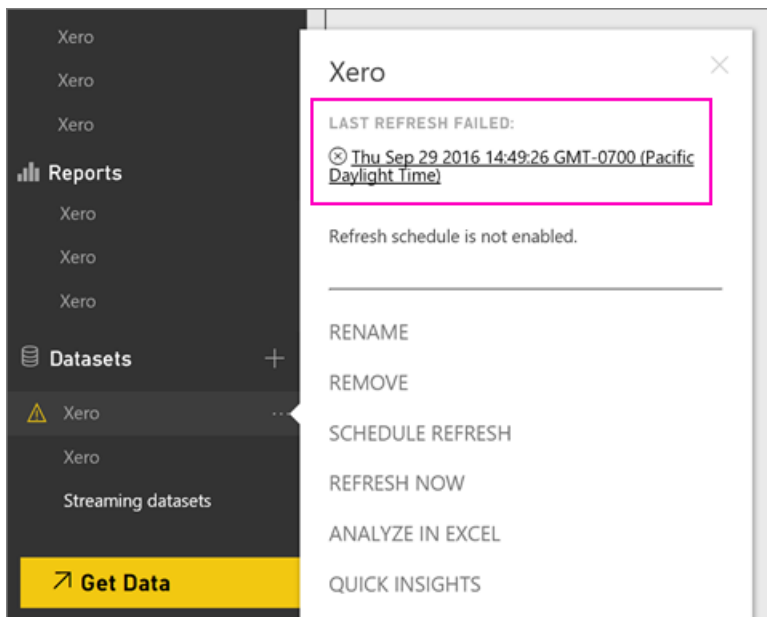 Xero
Xero
Xero
Reports
Xero
Xero
Xero
Datasets
Xero
Xero
Streaming datasets
Get Data
Xero
LAST REFRESH FAILED:
Thu Sep 29 2016 14:49:26 GMT-0700 (Pacific
Daylight Time)
Refresh schedule is not enabled.
RENAME
REMOVE
SCHEDULE REFRESH
REFRESH NOW
ANALYZE IN EXCEL
QUICK INSIGHTS